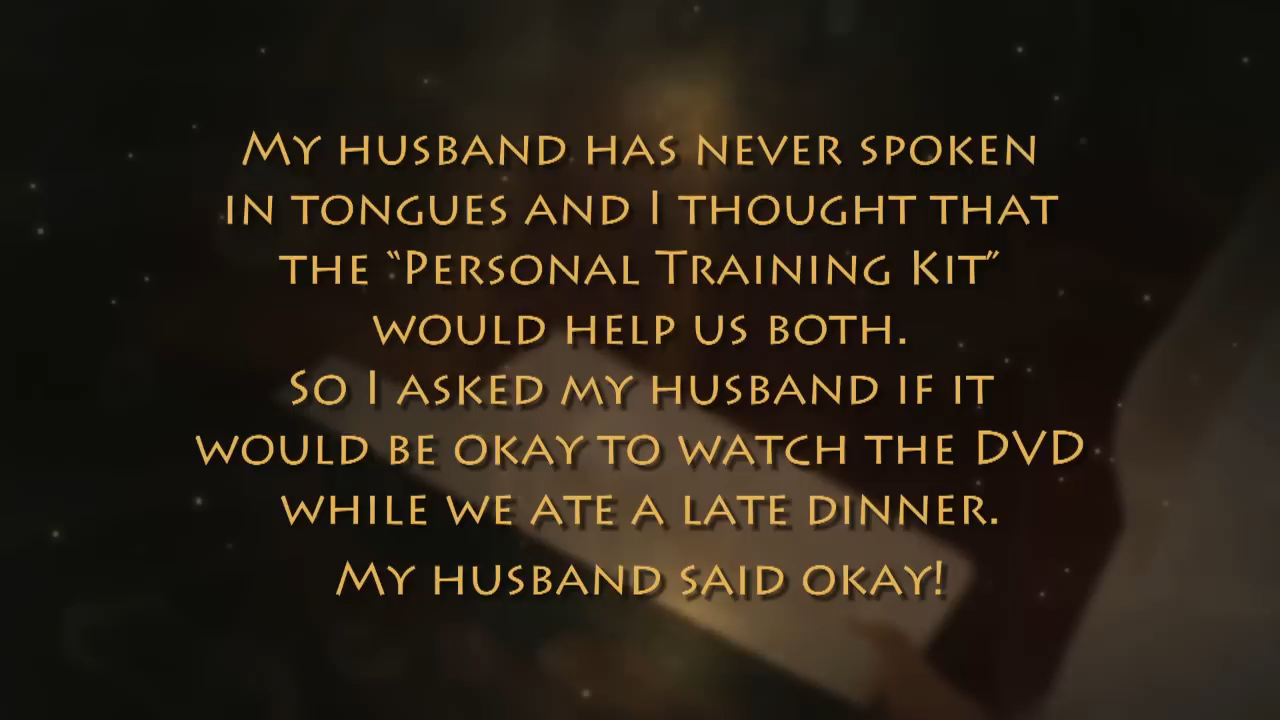 My husband has never spoken
in tongues and I thought that
the “Personal Training Kit”
would help us both.
So I asked my husband if it
would be okay to watch the DVD
while we ate a late dinner.
My husband said okay!